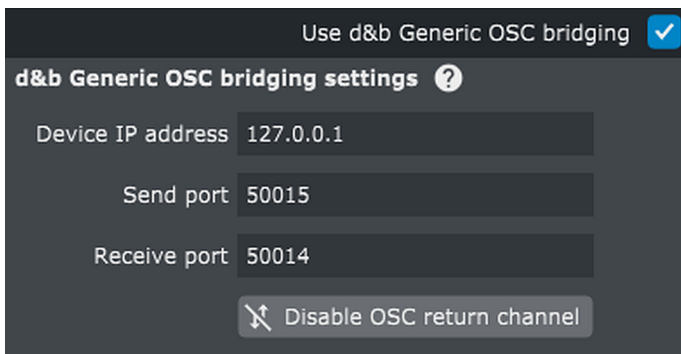 Use d&b Generic OSC bridging
d&b Generic OSC bridging settings ?
Device IP address 127.0.0.1
Send port 50015
Receive port 50014
Disable OSC return channel